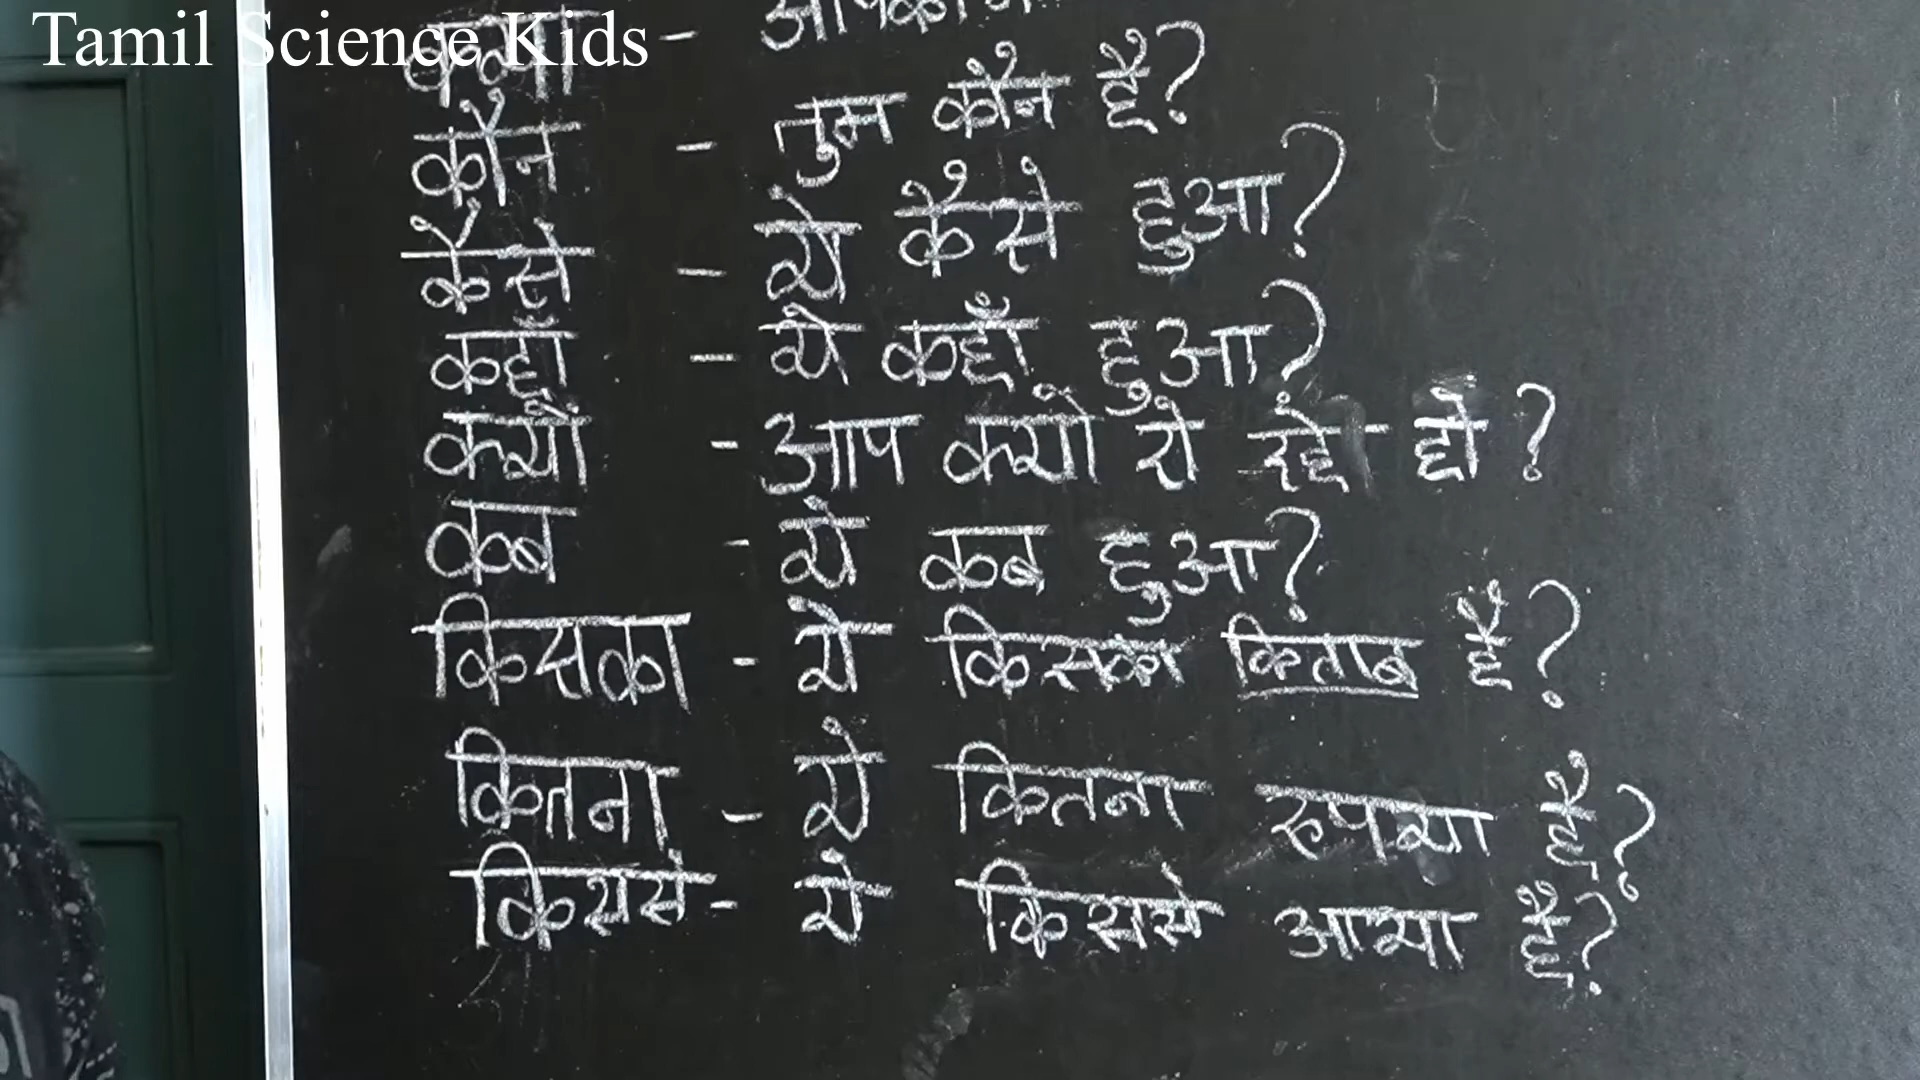 Tamil Science Kids
कौन - तुम कौन है?
कैसे - ये कैसे हुआ?
कहाँ - ये कहाँ हुआ?
क्यों - आप क्यों रो रहे हो?
कब - ये कब हुआ?
किसका - ये किसका किताब है?
कितना - ये कितना रुपया है?
किससे - ये किससे आया है?